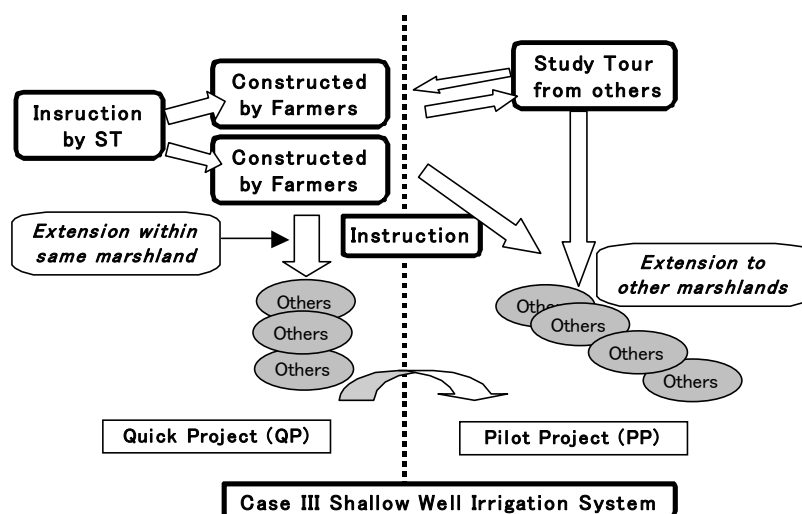 Constructed
by Farmers
Study Tour
from others
Insruction
by ST
Constructed
by Farmers
Extension within
same marshland
Instruction
Extension to
other marshlands
Others
Others
Others
Others
Others
Others
Others
Quick Project (QP)
Pilot Project (PP)
Case III Shallow Well Irrigation System